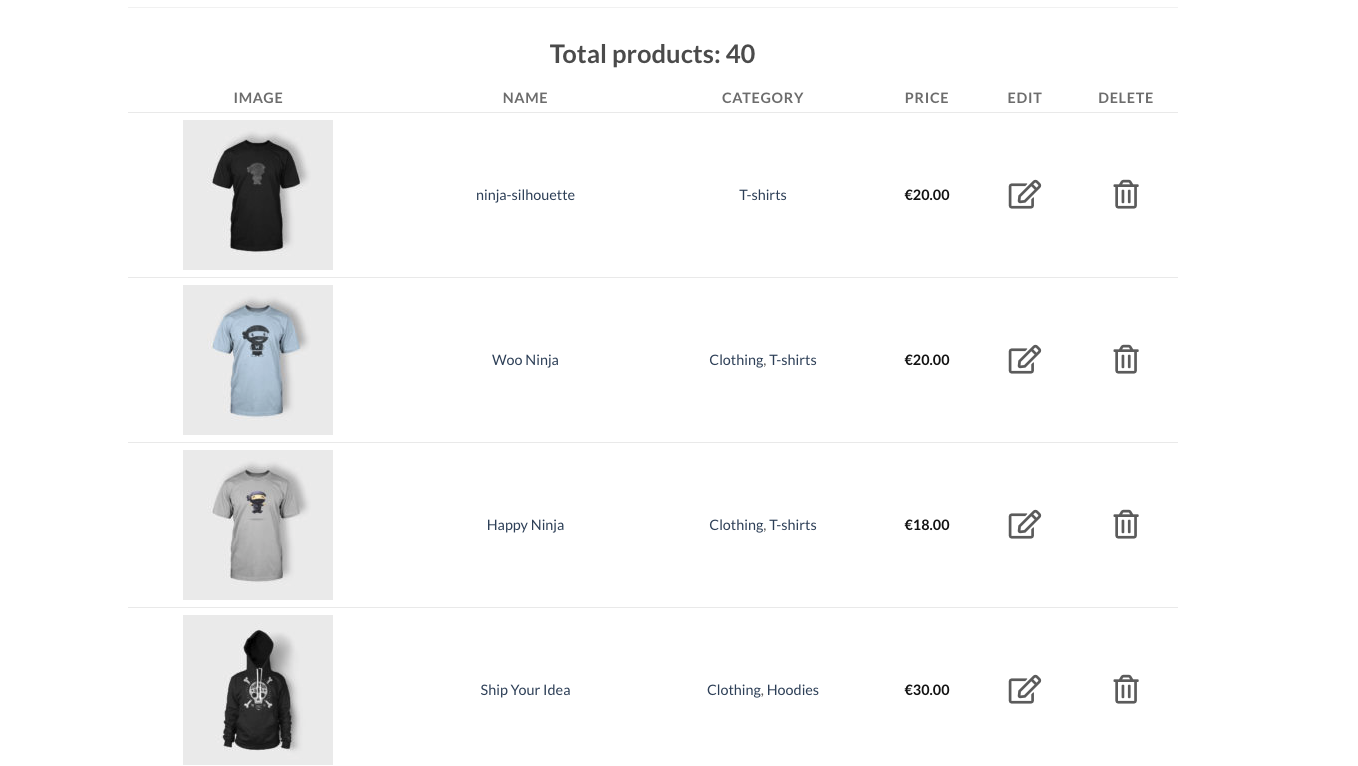 Total products: 40
IMAGE NAME CATEGORY PRICE EDIT DELETE
ninja-silhouette T-shirts €20.00
Woo Ninja Clothing, T-shirts €20.00
Happy Ninja Clothing, T-shirts €18.00
Ship Your Idea Clothing, Hoodies €30.00